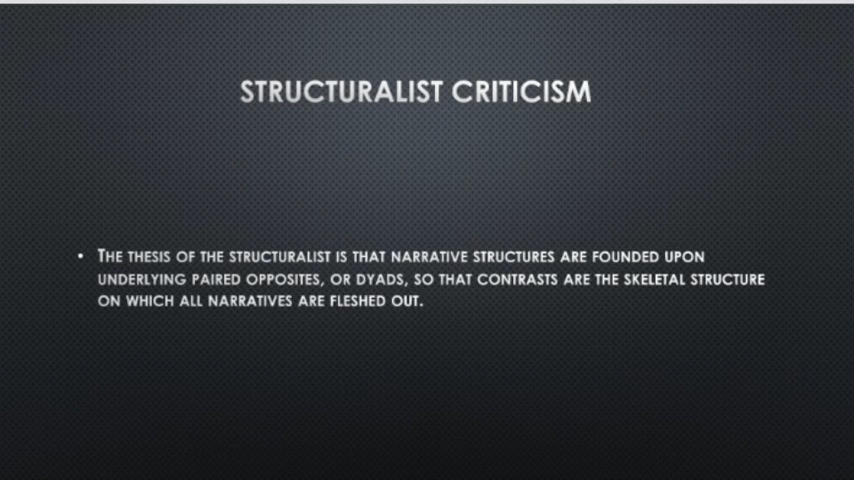 STRUCTURALIST CRITICISM
• THE THESIS OF THE STRUCTURALIST IS THAT NARRATIVE STRUCTURES ARE FOUNDED UPON
UNDERLYING PAIRED OPPOSITES, OR DYADS, SO THAT CONTRASTS ARE THE SKELETAL STRUCTURE
ON WHICH ALL NARRATIVES ARE FLESHED OUT.